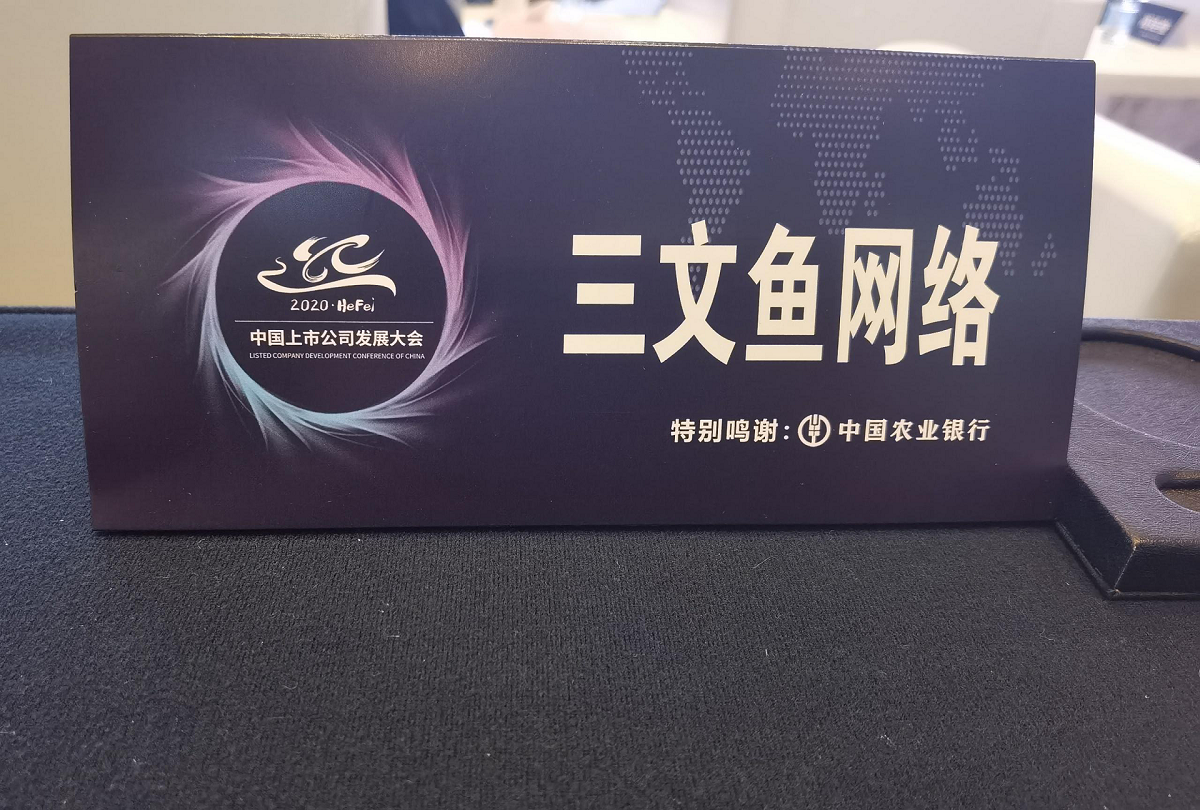 2020·HeFei
中国上市公司发展大会
LISTED COMPANY DEVELOPMENT CONFERENCE OF CHINA
三文鱼网络
特别鸣谢：中国农业银行